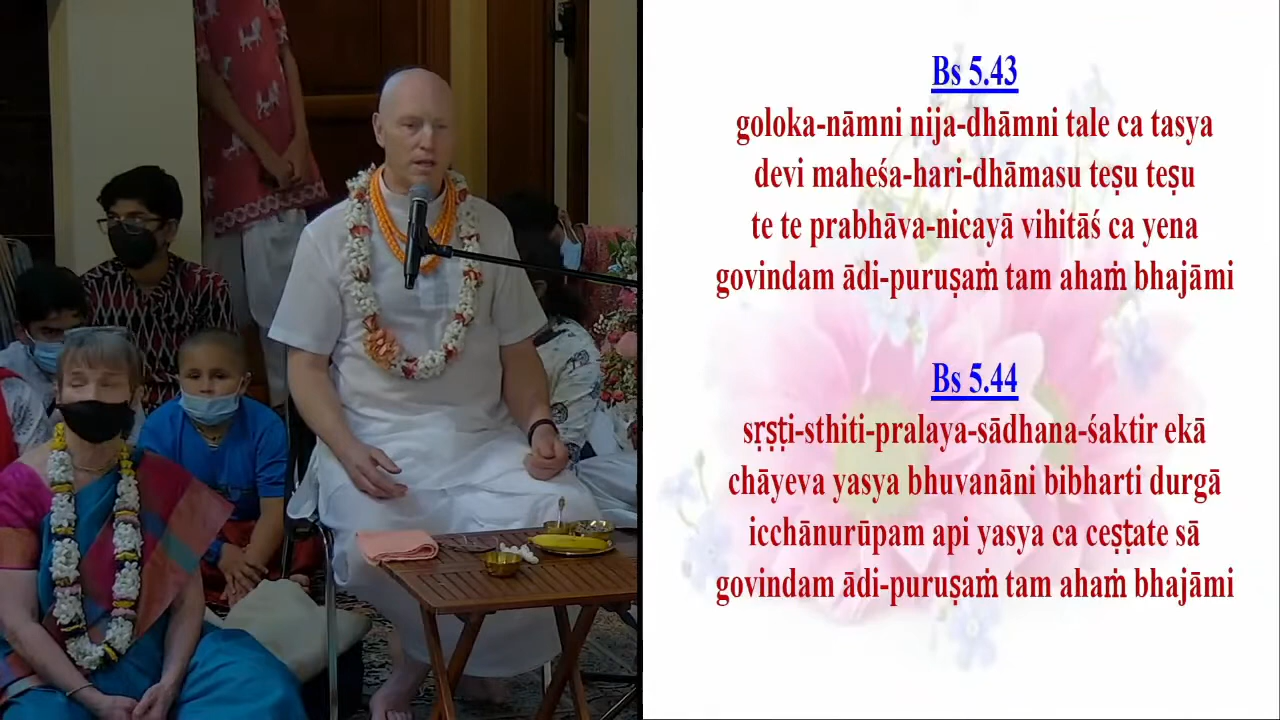 Bs 5.43
goloka-nāmni nija-dhāmni tale ca tasya
devi maheśa-hari-dhāmasu teṣu teṣu
te te prabhāva-nicayā vihitāś ca yena
govindam ādi-puruṣaṁ tam ahaṁ bhajāmi
Bs 5.44
sṛṣṭi-sthiti-pralaya-sādhana-śaktir ekā
chāyeva yasya bhuvanāni bibharti durgā
icchānurūpam api yasya ca ceṣṭate sā
govindam ādi-puruṣaṁ tam ahaṁ bhajāmi